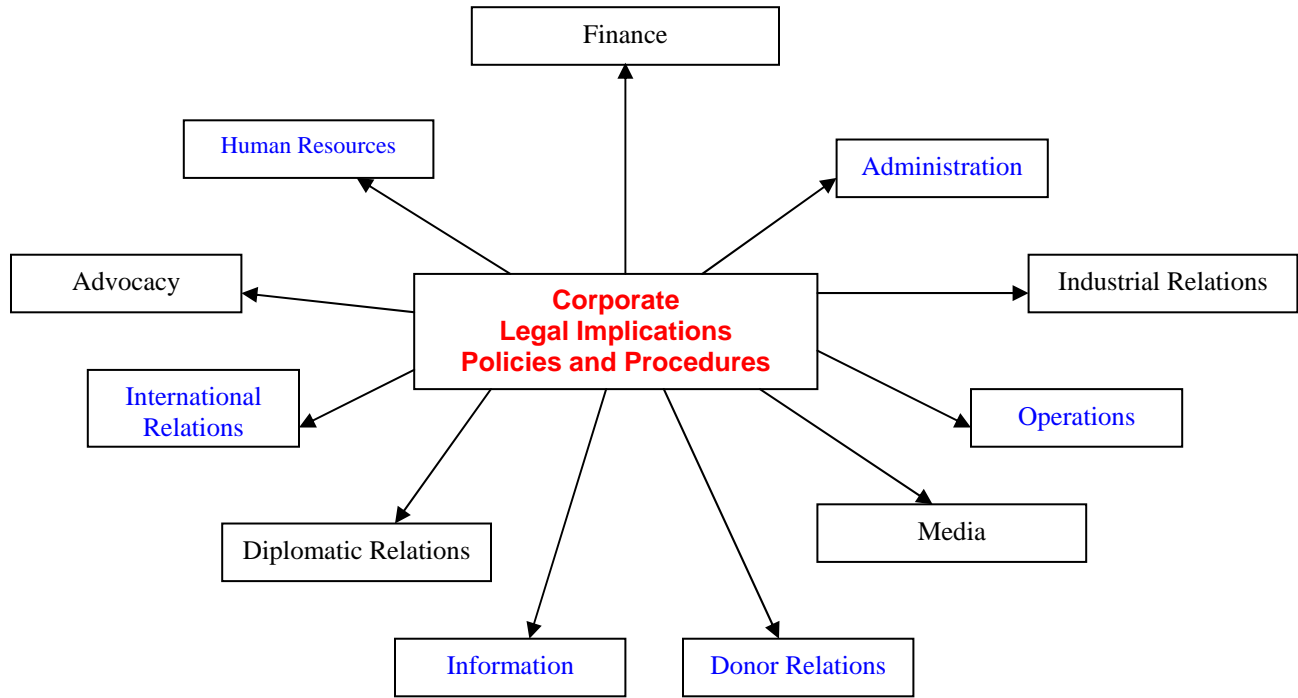 Finance
Human Resources
Administration
Advocacy
Corporate
Legal Implications
Policies and Procedures
Industrial Relations
International
Relations
Operations
Diplomatic Relations
Media
Information
Donor Relations